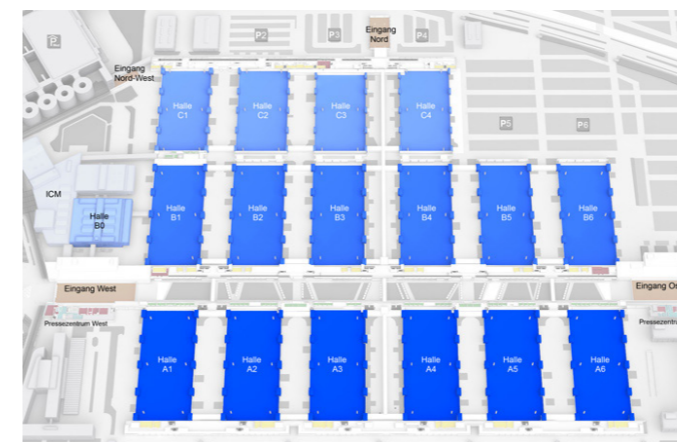 P2
P3
Eingang
Nord
P4
Eingang
Nord-West
Halle
C1
Halle
C2
Halle
C3
Halle
C4
P5
P6
ICM
Halle
B0
Halle
B1
Halle
B2
Halle
B3
Halle
B4
Halle
B5
Halle
B6
Eingang West
Eingang
Pressezentrum West
Halle
A1
Halle
A2
Halle
A3
Halle
A4
Halle
A5
Halle
A6